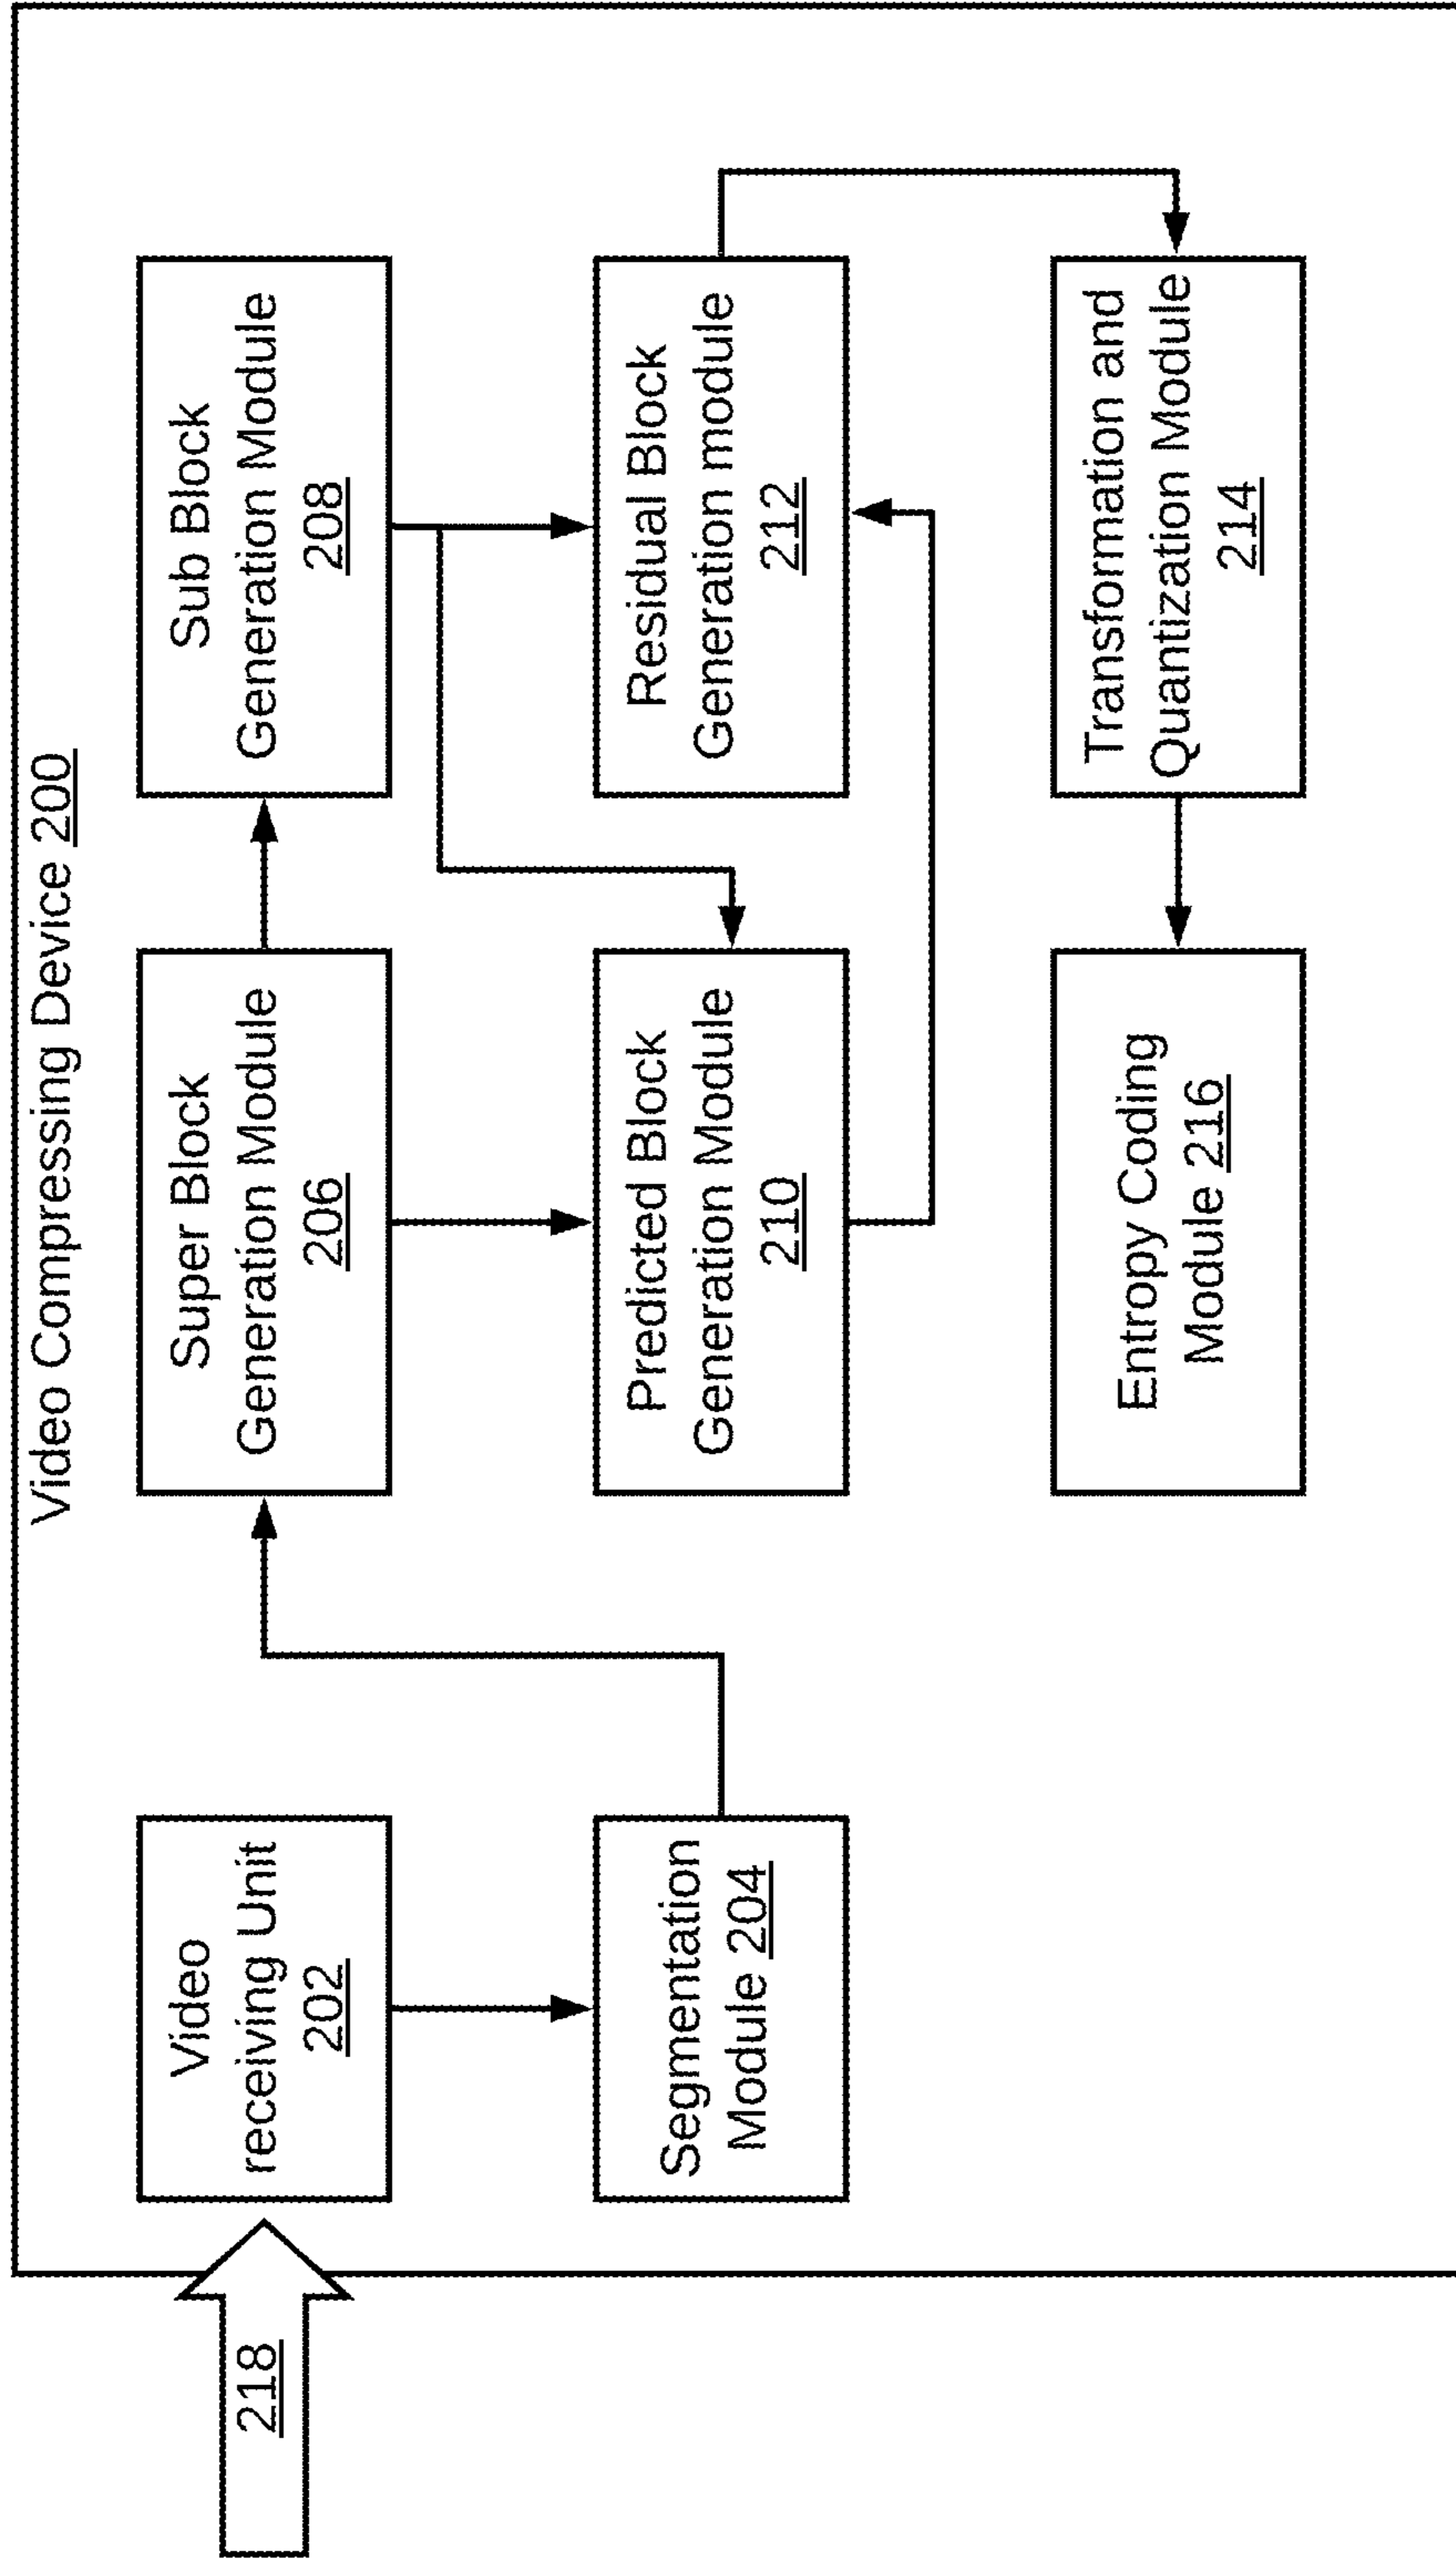 Video Compressing Device 200
218
Video
receiving Unit
202
Segmentation
Module 204
Super Block
Generation Module
206
Sub Block
Generation Module
208
Predicted Block
Generation Module
210
Residual Block
Generation module
212
Entropy Coding
Module 216
Transformation and
Quantization Module
214